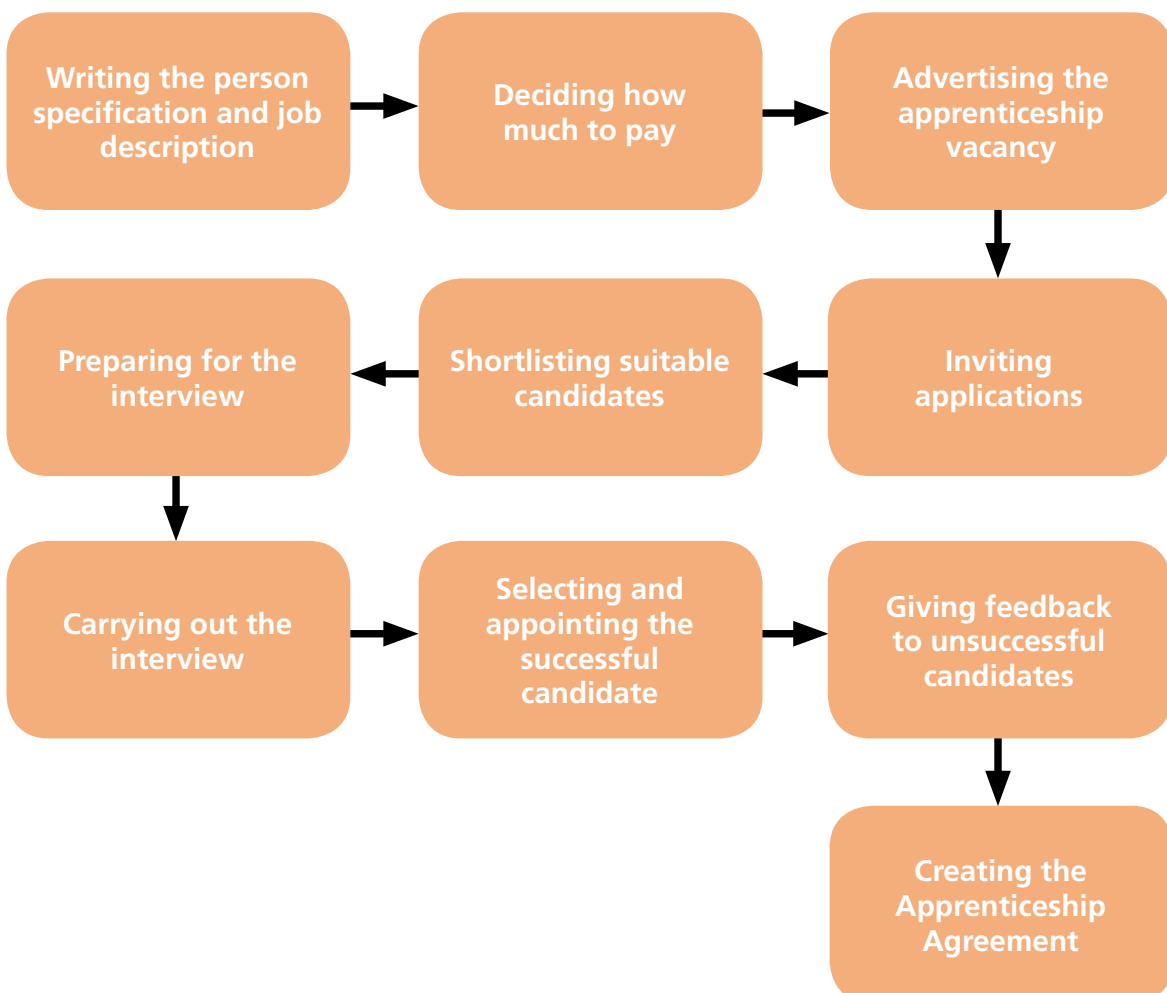 Writing the person
specification and job
description
Deciding how
much to pay
Advertising the
apprenticeship
vacancy
Inviting
applications
Shortlisting suitable
candidates
Preparing for the
interview
Carrying out the
interview
Selecting and
appointing the
successful
candidate
Giving feedback
to unsuccessful
candidates
Creating the
Apprenticeship
Agreement